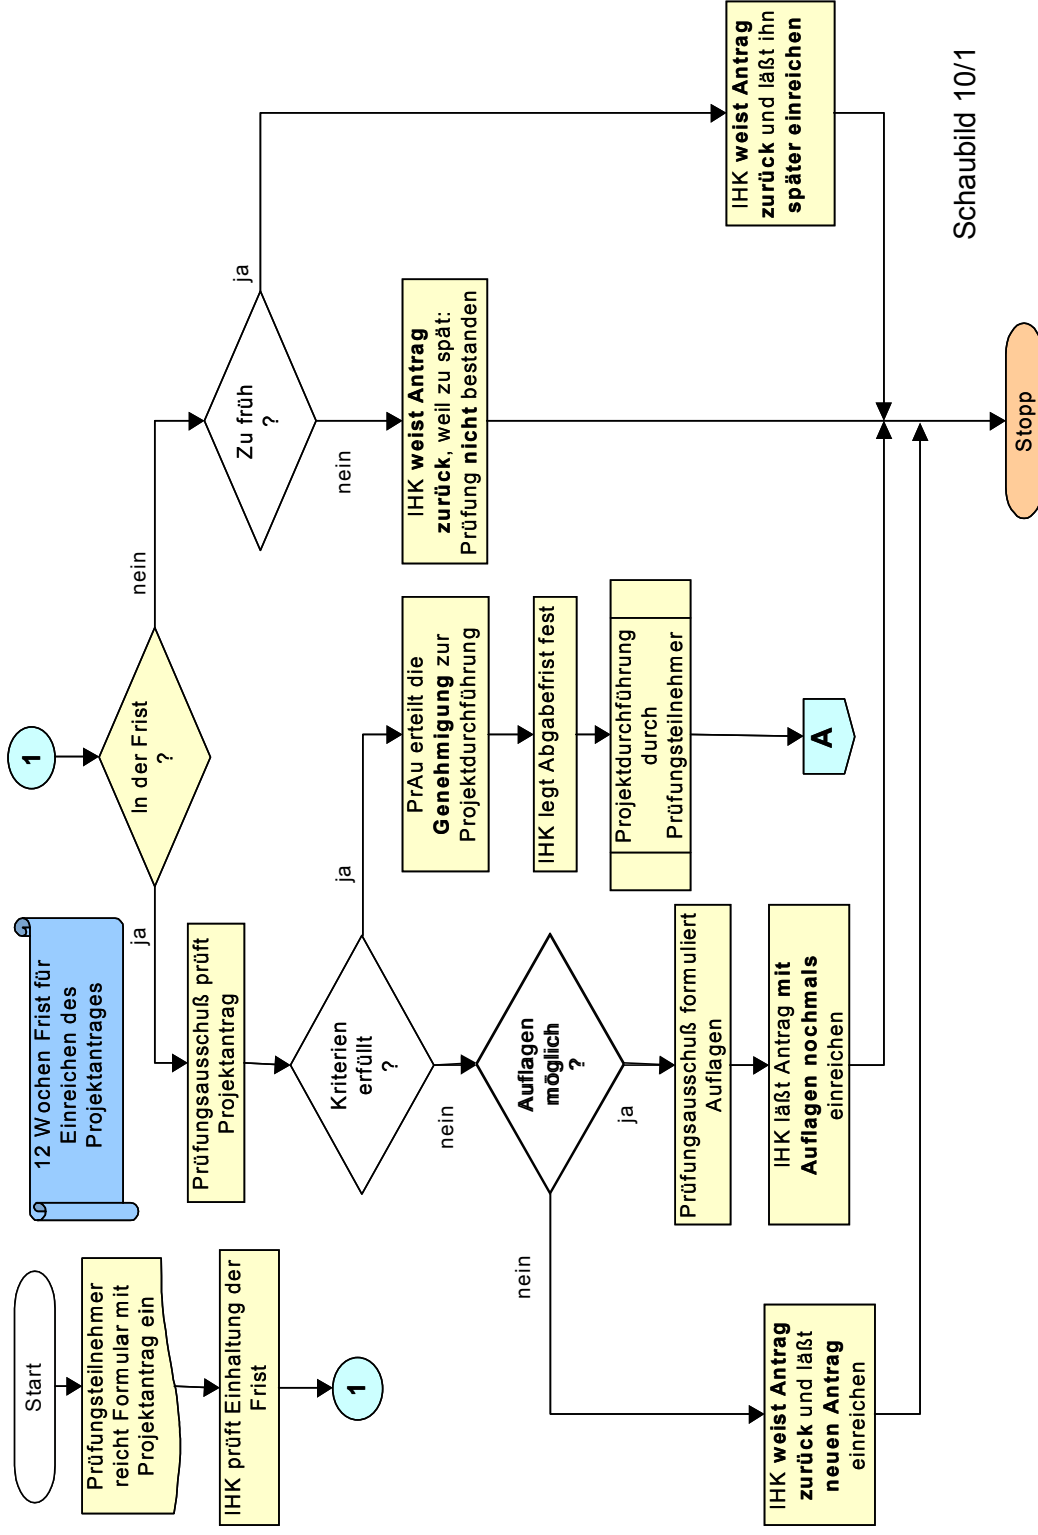 Start
Prüfungsteilnehmer
reicht Formular mit
Projektantrag ein
IHK prüft Einhaltung der
Frist
1
12 Wochen Frist für
Einreichen des
Projektantrages
1
In der Frist
?
ja
nein
Prüfungsausschuß prüft
Projektantrag
Kriterien
erfüllt
?
ja
nein
Auflagen
möglich
?
nein
ja
Prüfungsausschuß formuliert
Auflagen
IHK läßt Antrag mit
Auflagen nochmals
einreichen
IHK weist Antrag
zurück und läßt
neuen Antrag
einreichen
PrAu erteilt die
Genehmigung zur
Projektdurchführung
IHK legt Abgabefrist fest
Projektdurchführung
durch
Prüfungsteilnehmer
A
Zu früh
?
ja
nein
IHK weist Antrag
zurück, weil zu spät:
Prüfung nicht bestanden
IHK weist Antrag
zurück und läßt ihn
später einreichen
Stopp
Schaubild 10/1